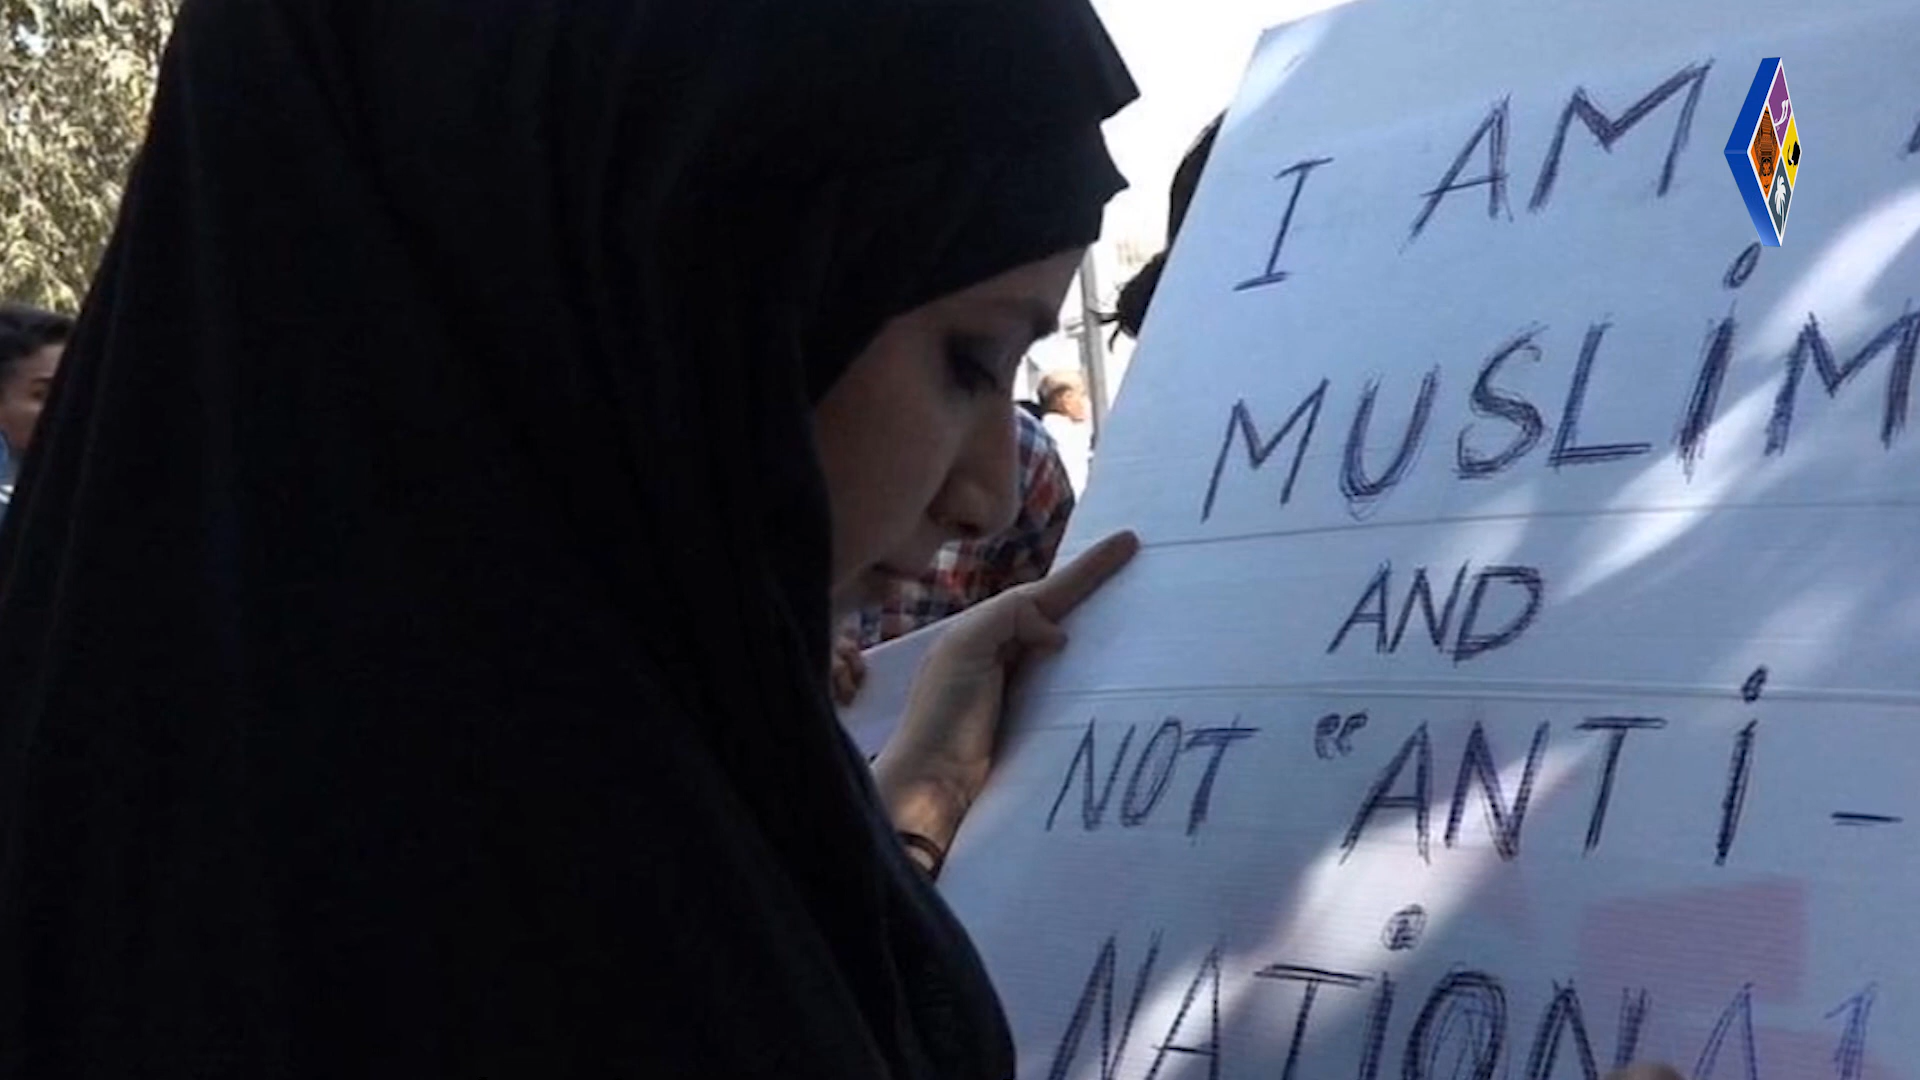 I AM
MUSLiM
AND
NOT “ANTi-
NATiONAL